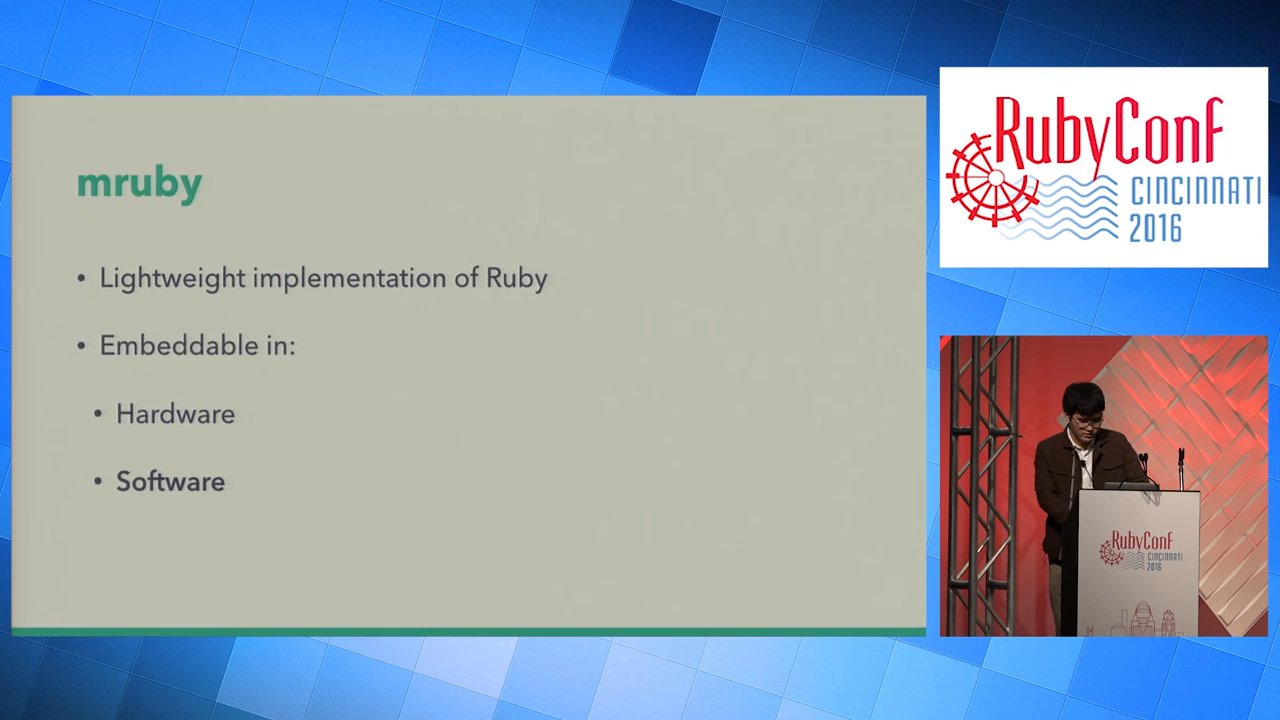 mruby
• Lightweight implementation of Ruby
• Embeddable in:
• Hardware
• Software
RubyConf
CINCINNATI
2016
RubyConf
CINCINNATI
2016